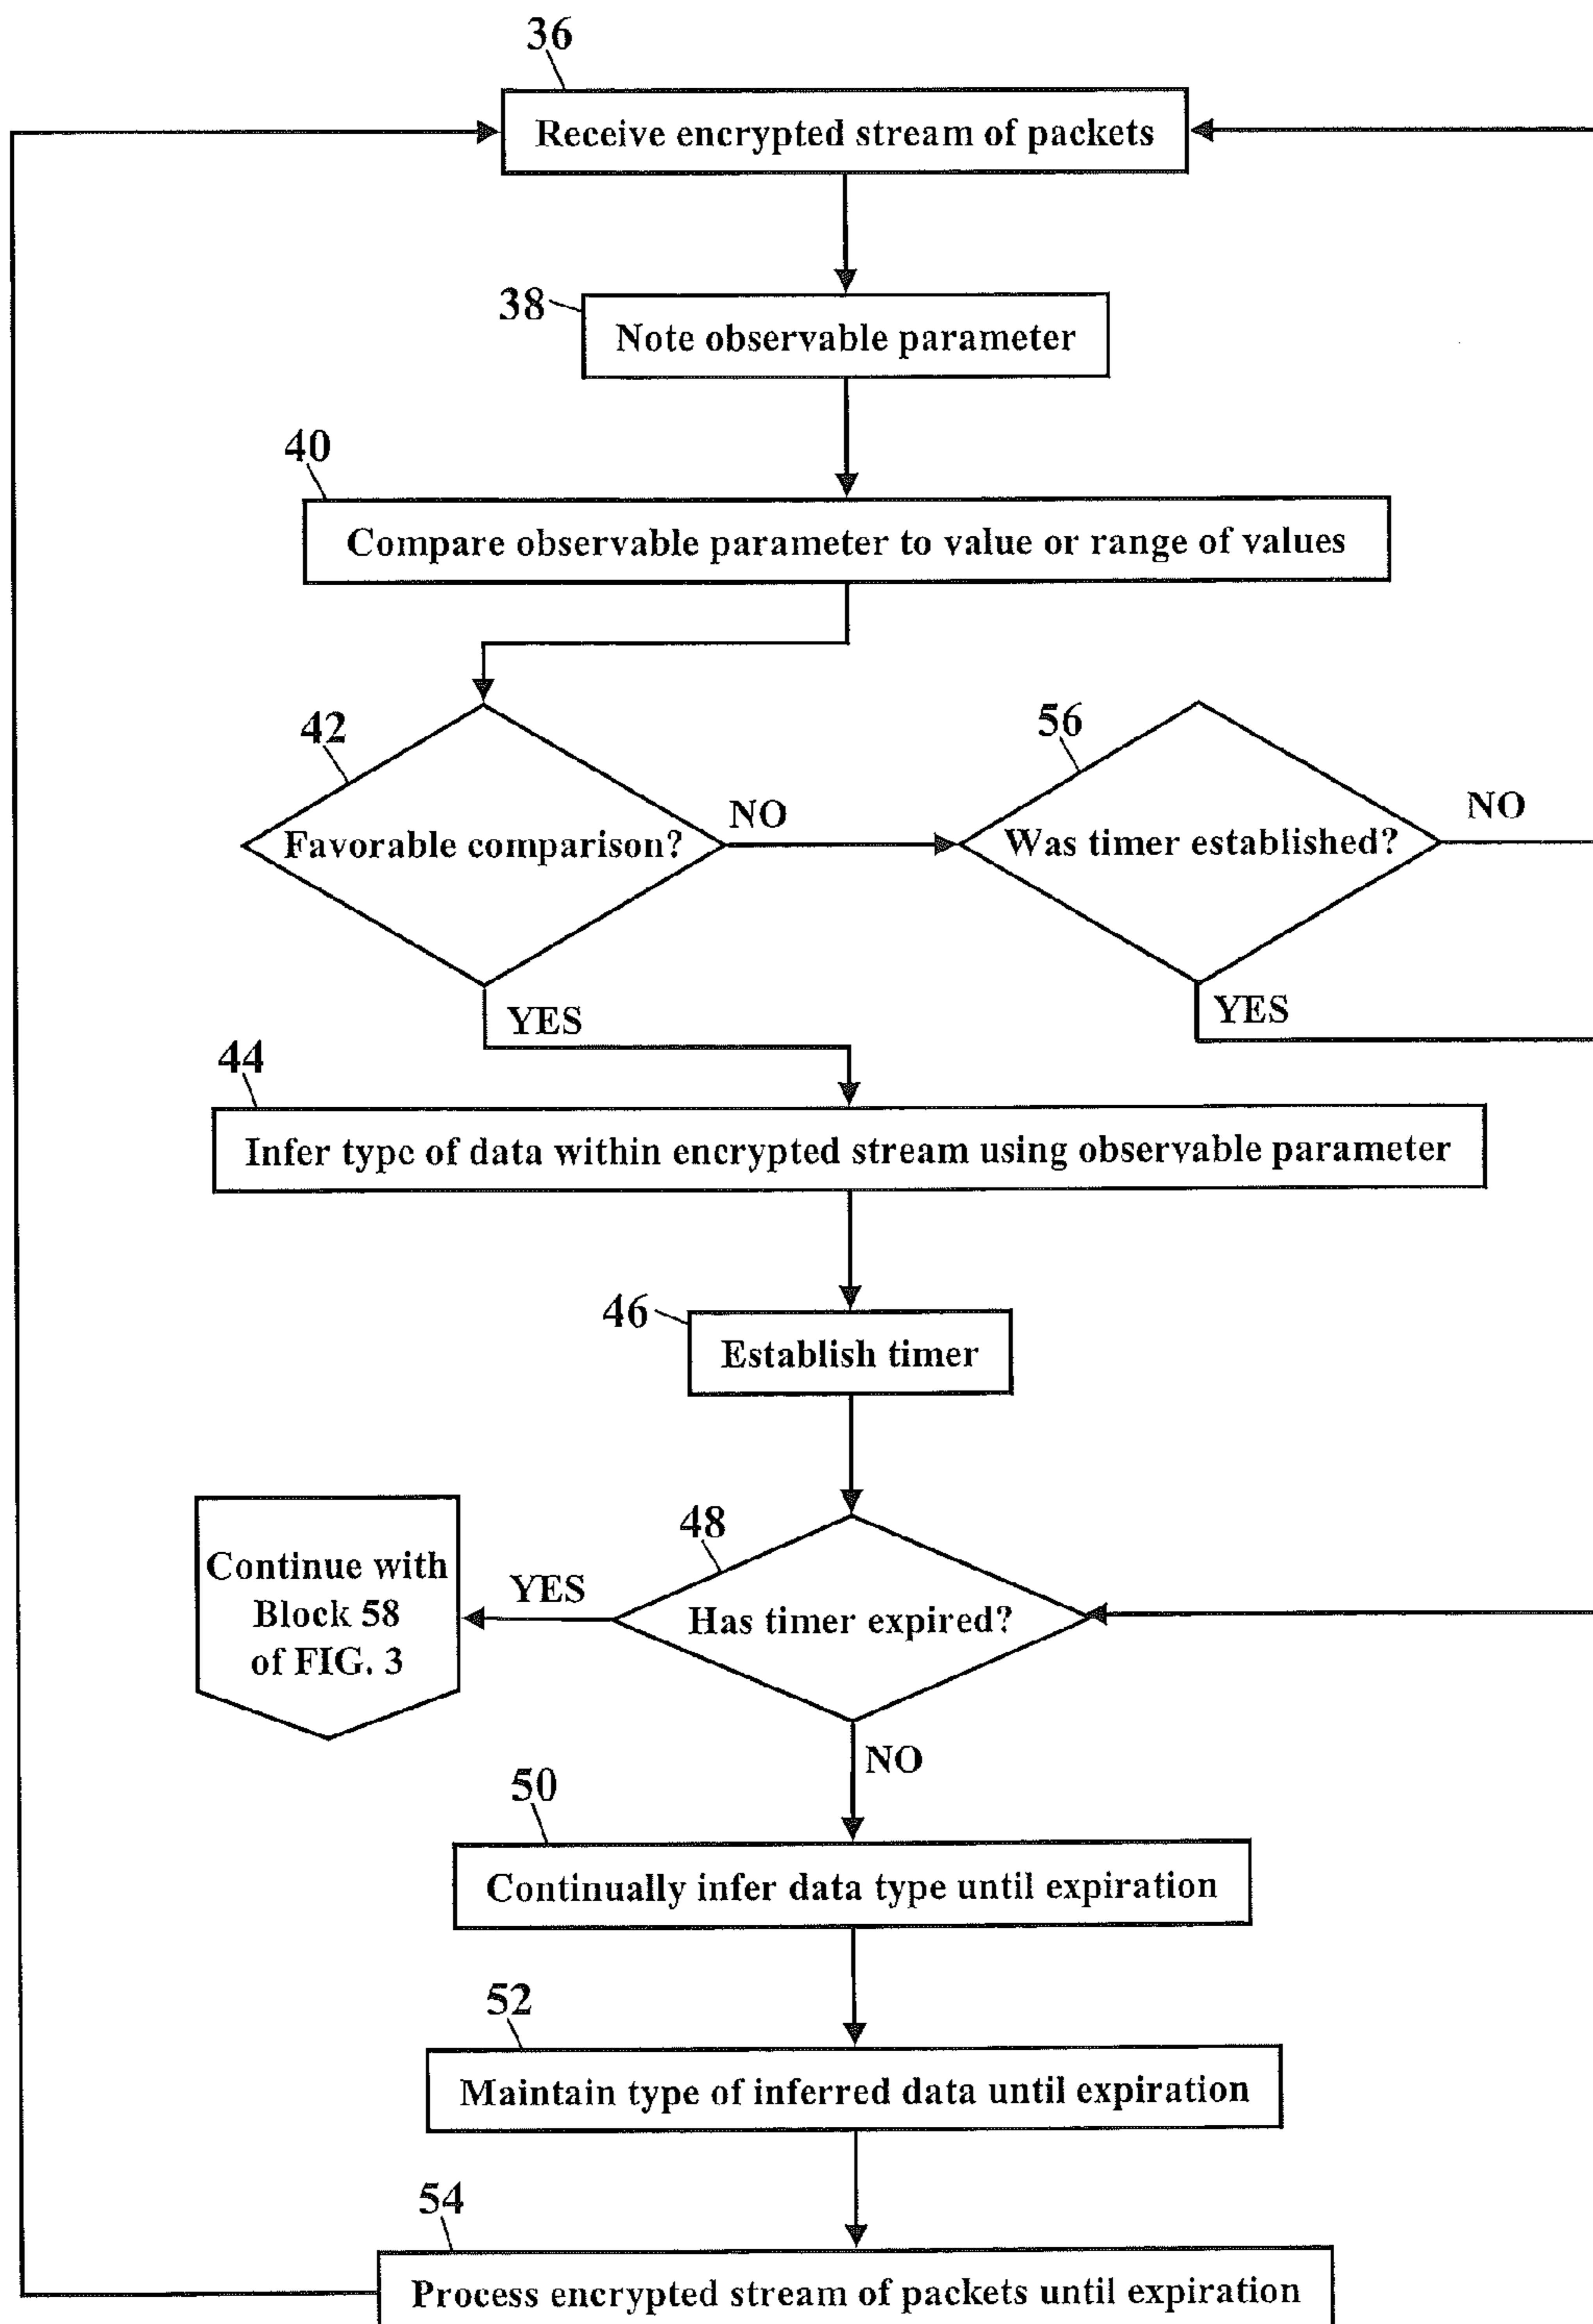 36
Receive encrypted stream of packets
38
Note observable parameter
40
Compare observable parameter to value or range of values
42
Favorable comparison?
NO
56
Was timer established?
NO
YES
YES
44
Infer type of data within encrypted stream using observable parameter
46
Establish timer
48
Has timer expired?
YES
Continue with
Block 58
of FIG. 3
NO
50
Continually infer data type until expiration
52
Maintain type of inferred data until expiration
54
Process encrypted stream of packets until expiration